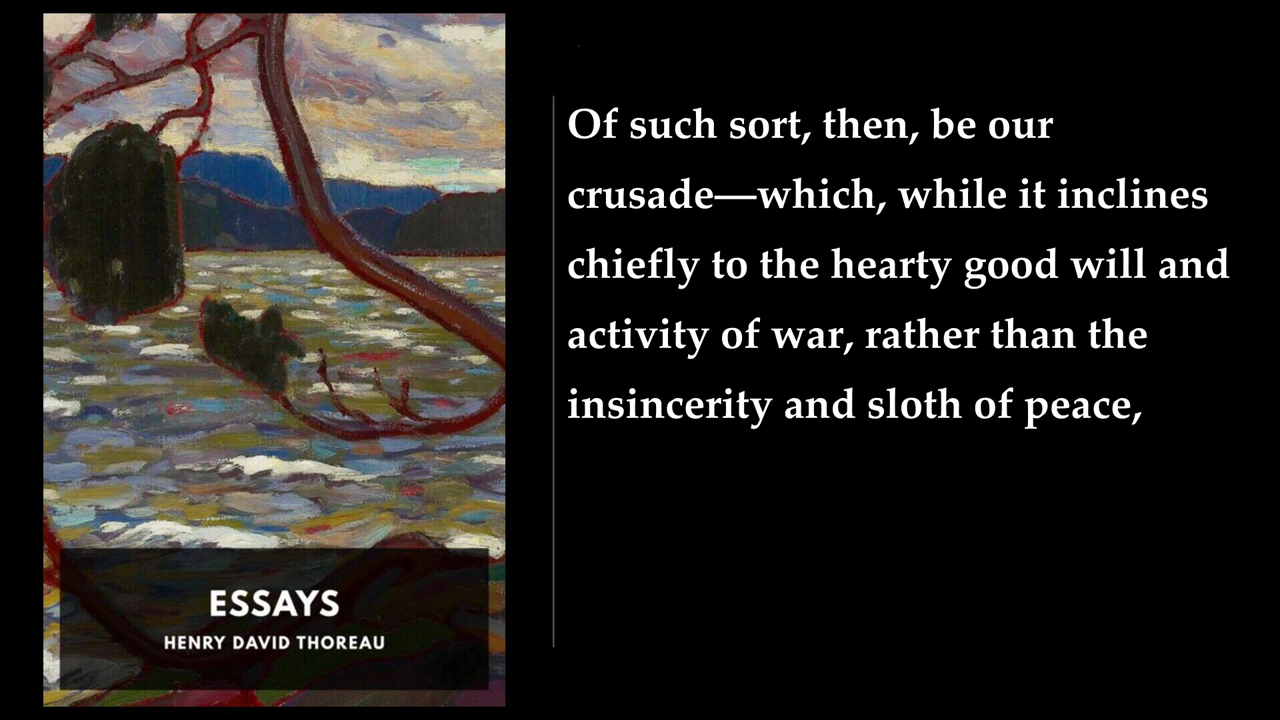 Of such sort, then, be our
crusade—which, while it inclines
chiefly to the hearty good will and
activity of war, rather than the
insincerity and sloth of peace,
ESSAYS
HENRY DAVID THOREAU